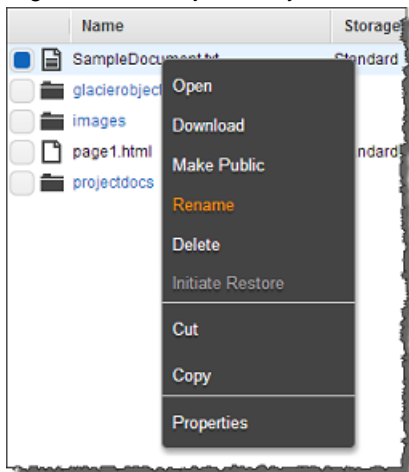 Name Storage
SampleDocument.txt Standard
Open
glacierobject
Download
images
Make Public
page1.html ndard
Rename
projectdocs
Delete
Initiate Restore
Cut
Copy
Properties